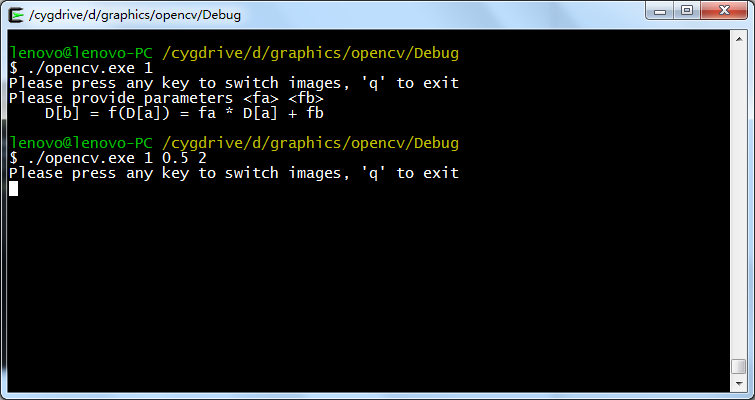 /cygdrive/d/graphics/opencv/Debug
lenovo@lenovo-PC /cygdrive/d/graphics/opencv/Debug
$ ./opencv.exe 1
Please press any key to switch images, 'q' to exit
Please provide parameters <fa> <fb>
    D[b] = f(D[a]) = fa * D[a] + fb
lenovo@lenovo-PC /cygdrive/d/graphics/opencv/Debug
$ ./opencv.exe 1 0.5 2
Please press any key to switch images, 'q' to exit